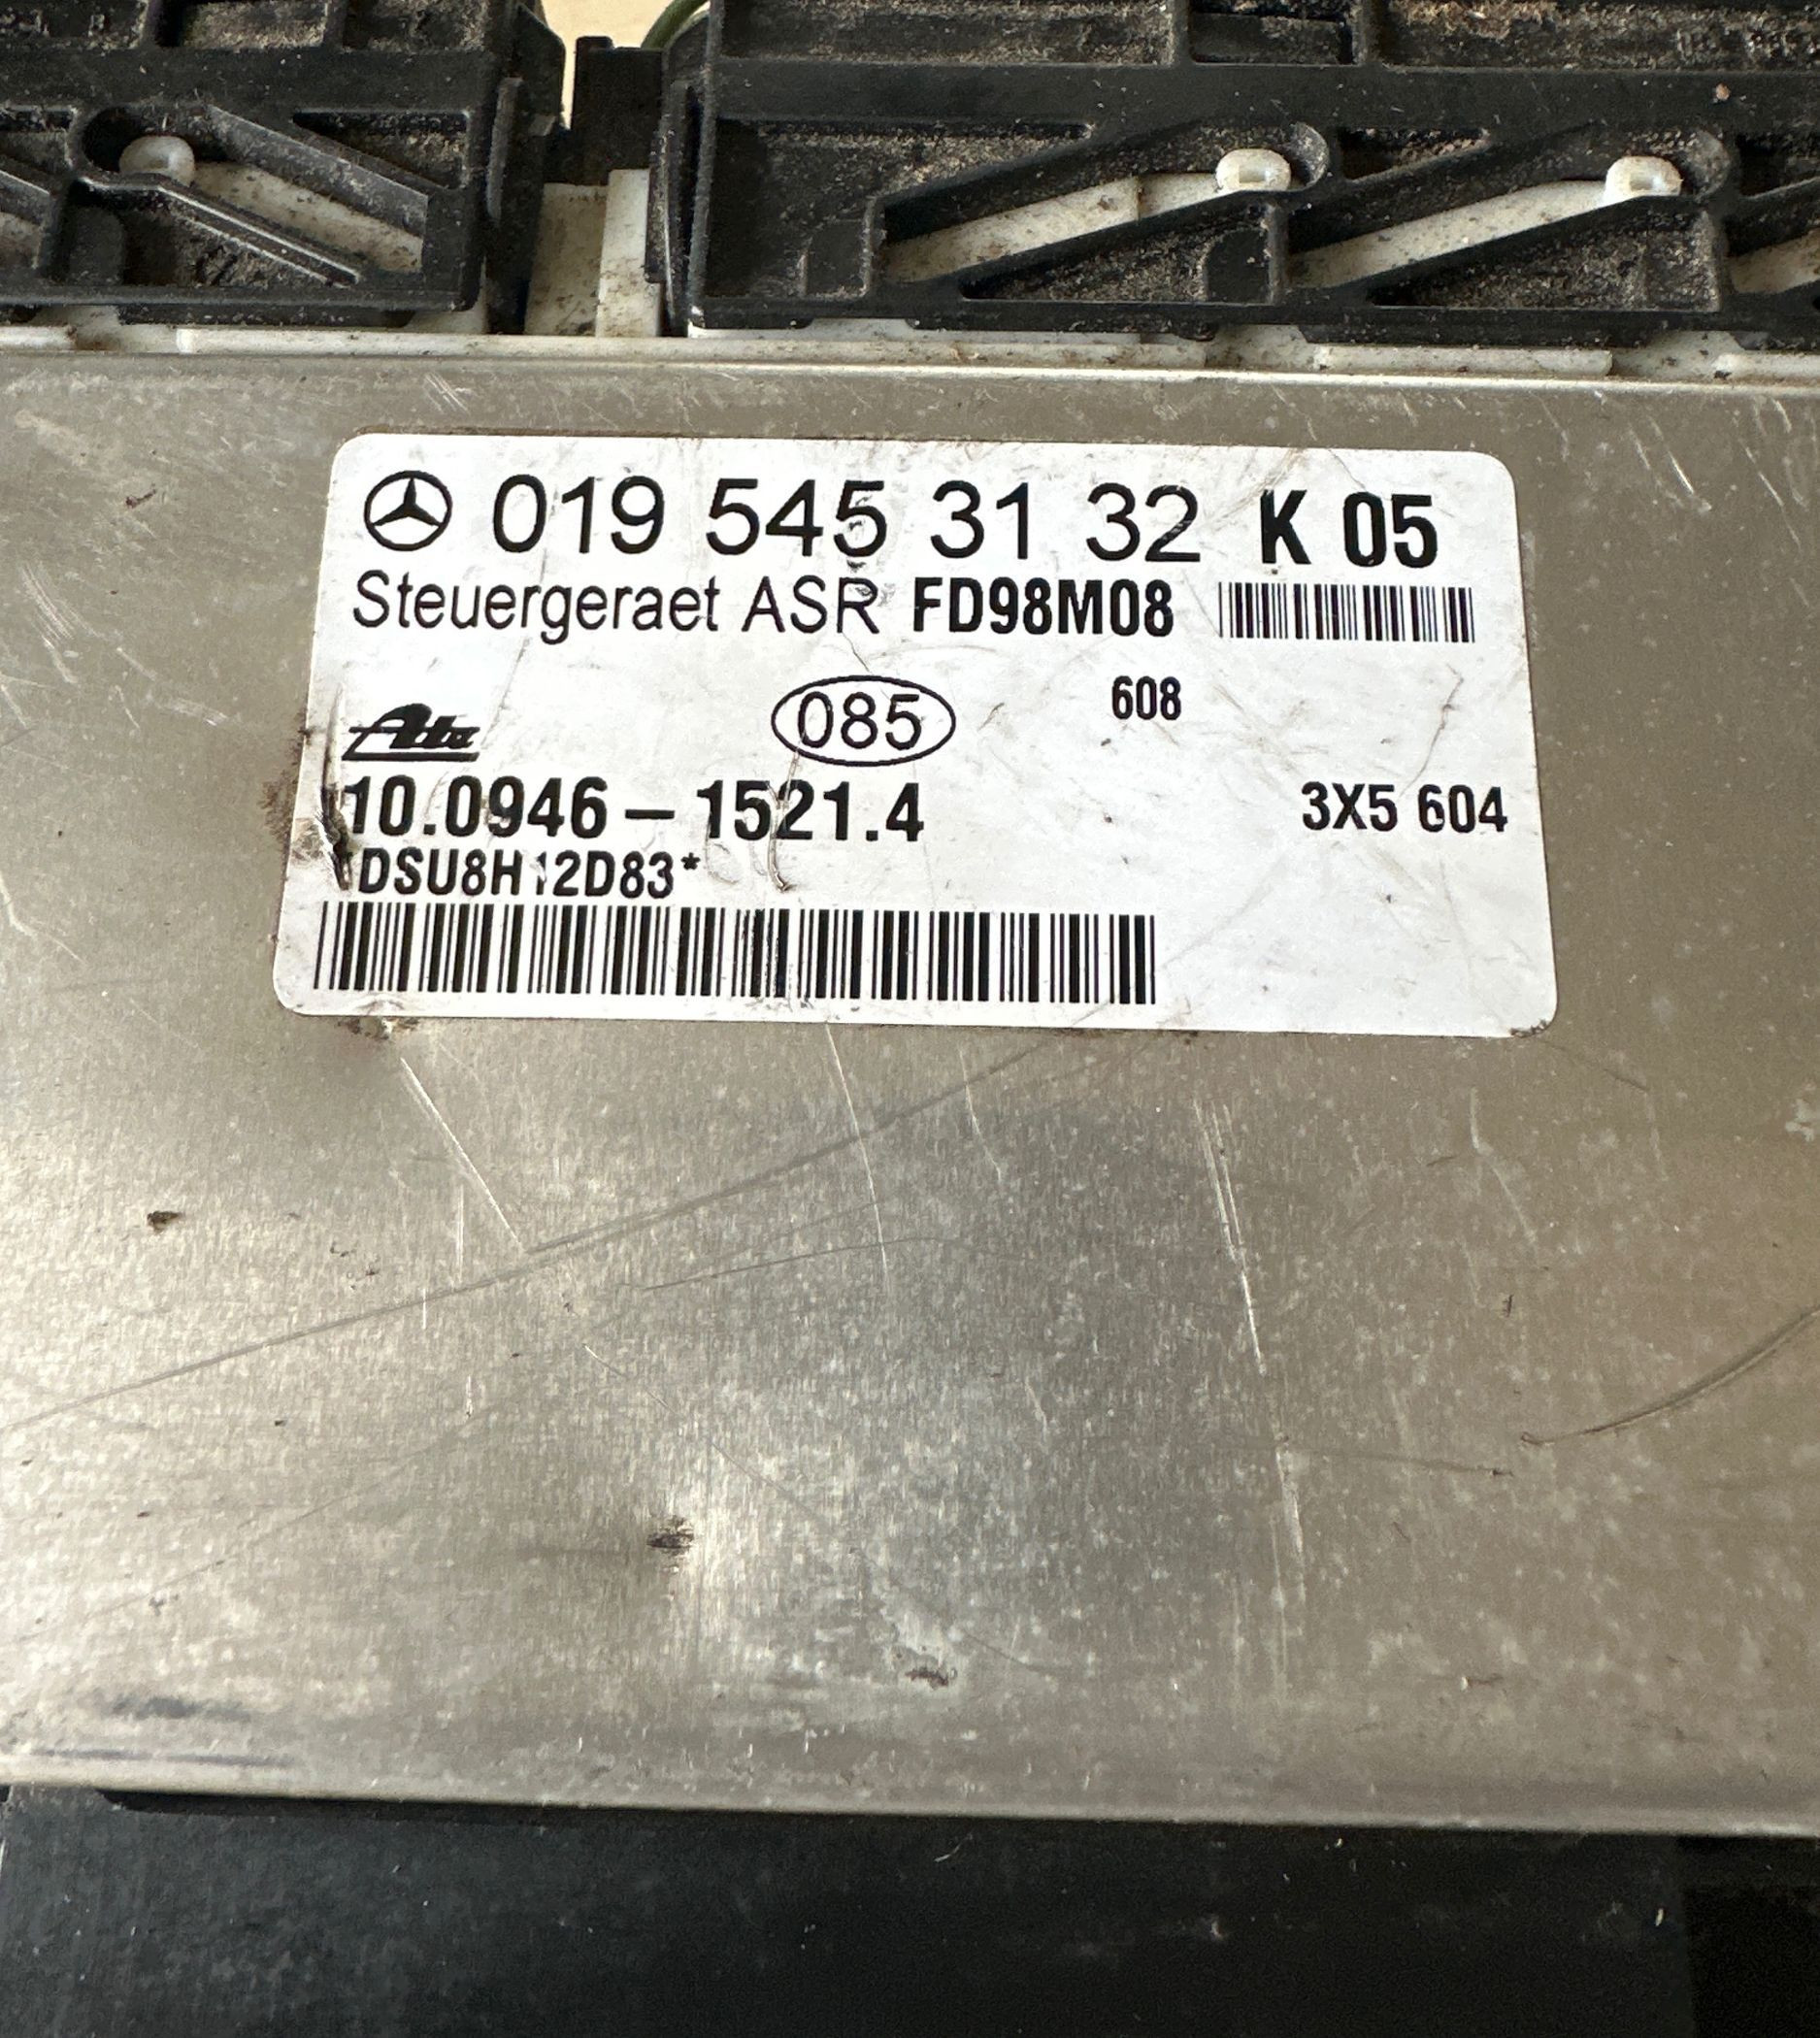 019 545 31 32 K 05
Steuergeraet ASR FD98M08
085 608
Ate
10.0946-1521.4 3X5 604
*DSU8H12D83*